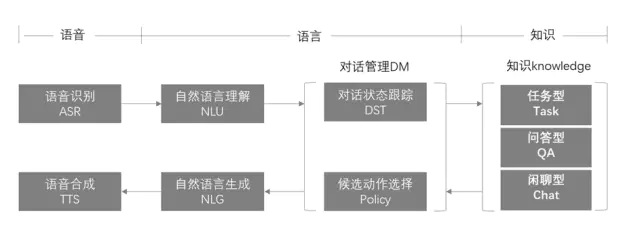 语音
语言
知识
对话管理DM
知识knowledge
语音识别
ASR
自然语言理解
NLU
对话状态跟踪
DST
任务型
Task
问答型
QA
语音合成
TTS
自然语言生成
NLG
候选动作选择
Policy
闲聊型
Chat